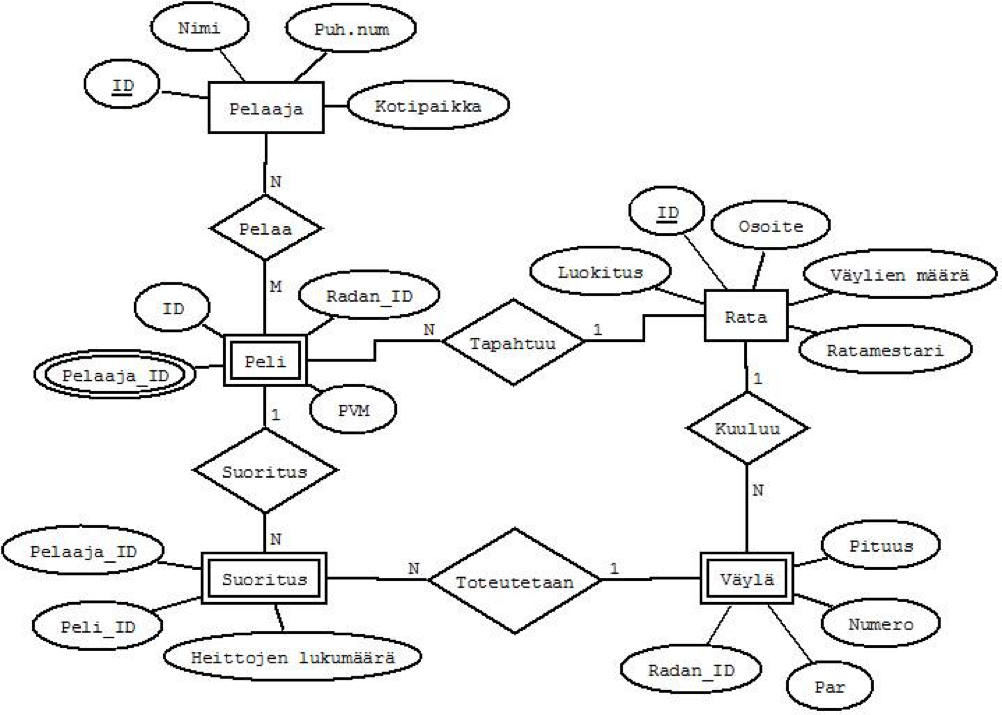 Nimi
Puh.num
ID
Pelaaja
Kotipaikka
N
Pelaa
M
ID
Osoite
Luokitus
Väylien määrä
Rata
Ratamestari
ID
Radan_ID
N
Tapahtuu
1
Peli
Pelaaja_ID
PVM
1
1
Kuuluu
Suoritus
N
N
Pelaaja_ID
Suoritus
N
Toteutetaan
1
Väylä
Pituus
Peli_ID
Numero
Heittojen lukumäärä
Radan_ID
Par